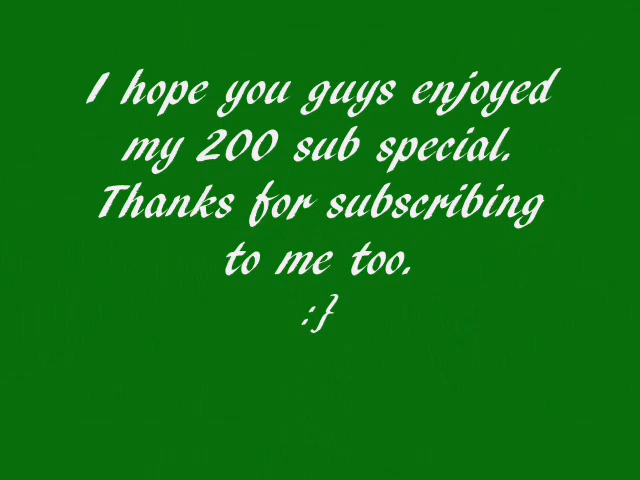 I hope you guys enjoyed
my 200 sub special.
Thanks for subscribing
to me too.
:}